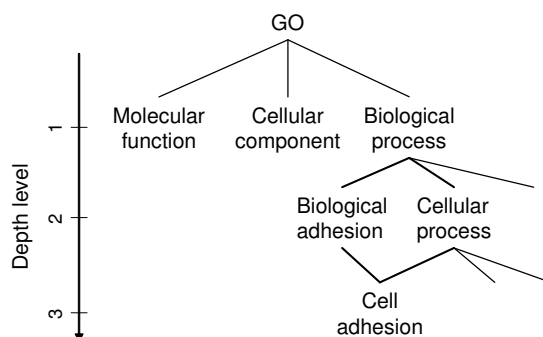 GO
Molecular
function
Cellular
component
Biological
process
Biological
adhesion
Cellular
process
Cell
adhesion
Depth level
1
2
3